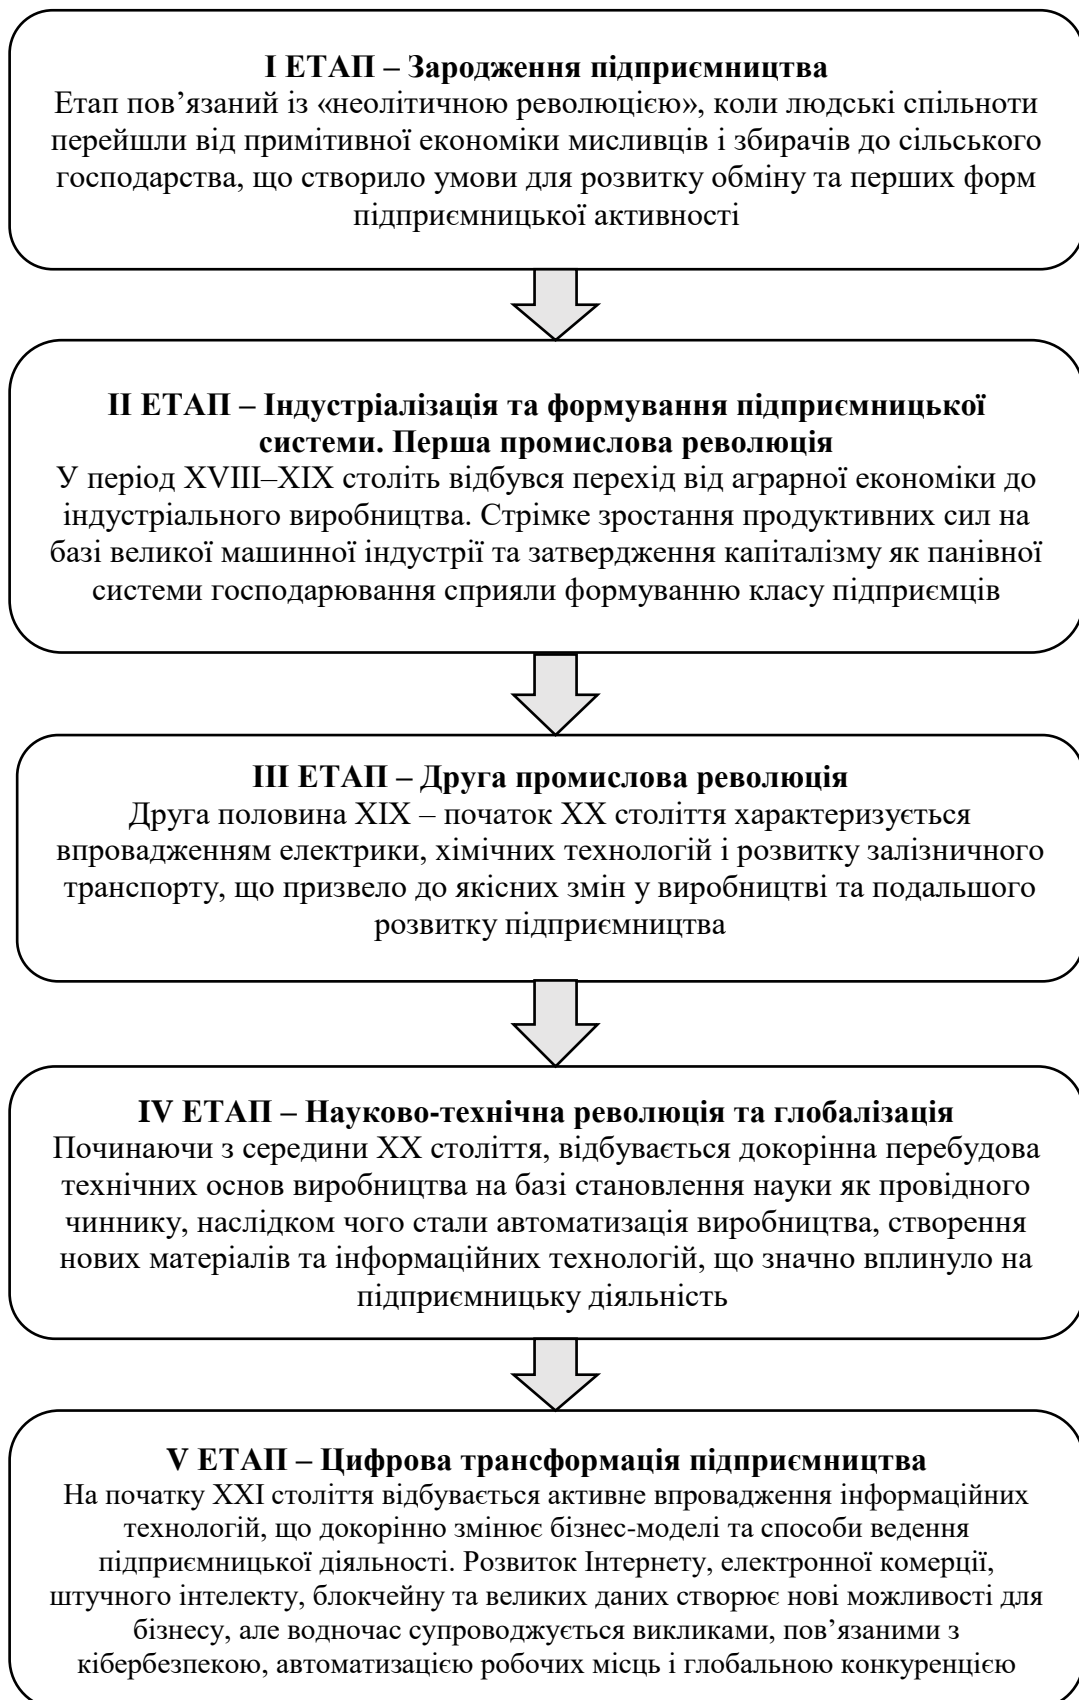 І ЕТАП – Зародження підприємництва
Етап пов’язаний із «неолітичною революцією», коли людські спільноти
перейшли від примітивної економіки мисливців і збирачів до сільського
господарства, що створило умови для розвитку обміну та перших форм
підприємницької активності
ІІ ЕТАП – Індустріалізація та формування підприємницької
системи. Перша промислова революція
У період XVIII–XIX століть відбувся перехід від аграрної економіки до
індустріального виробництва. Стрімке зростання продуктивних сил на
базі великої машинної індустрії та затвердження капіталізму як панівної
системи господарювання сприяли формуванню класу підприємців
ІІІ ЕТАП – Друга промислова революція
Друга половина XIX – початок XX століття характеризується
впровадженням електрики, хімічних технологій і розвитку залізничного
транспорту, що призвело до якісних змін у виробництві та подальшого
розвитку підприємництва
IV ЕТАП – Науково-технічна революція та глобалізація
Починаючи з середини XX століття, відбувається докорінна перебудова
технічних основ виробництва на базі становлення науки як провідного
чиннику, наслідком чого стали автоматизація виробництва, створення
нових матеріалів та інформаційних технологій, що значно вплинуло на
підприємницьку діяльність
V ЕТАП – Цифрова трансформація підприємництва
На початку XXI століття відбувається активне впровадження інформаційних
технологій, що докорінно змінює бізнес-моделі та способи ведення
підприємницької діяльності. Розвиток Інтернету, електронної комерції,
штучного інтелекту, блокчейну та великих даних створює нові можливості для
бізнесу, але водночас супроводжується викликами, пов’язаними з
кібербезпекою, автоматизацією робочих місць і глобальною конкуренцією